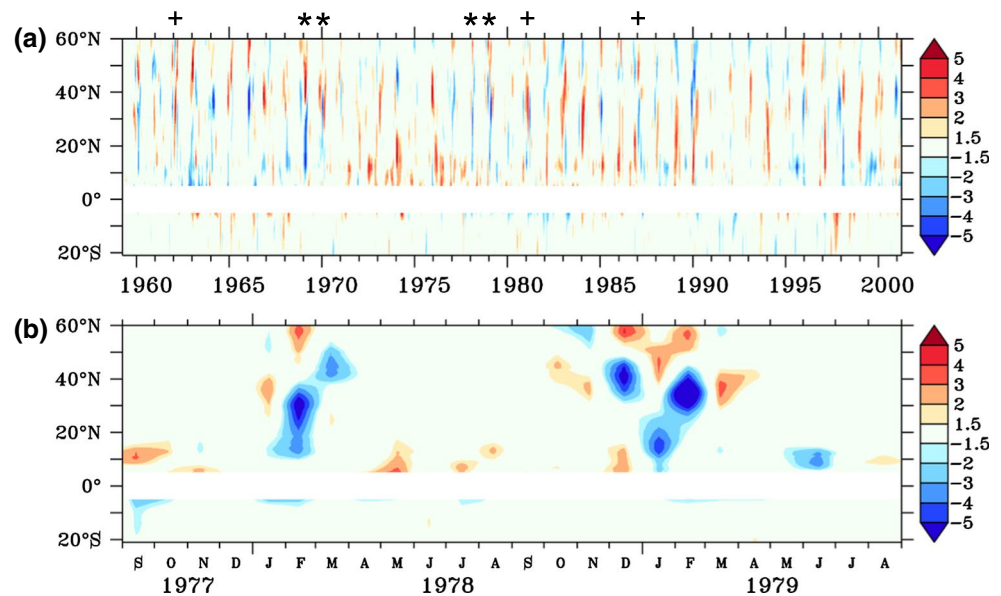 + ** ** + +
(a)
60°N
40°N
20°N
0°
20°S
1960 1965 1970 1975 1980 1985 1990 1995 2000
5
4
3
2
1.5
−1.5
−2
−3
−4
−5
(b)
60°N
40°N
20°N
0°
20°S
S O N D J F M A M J J A S O N D J F M A M J J A
1977 1978 1979
5
4
3
2
1.5
−1.5
−2
−3
−4
−5